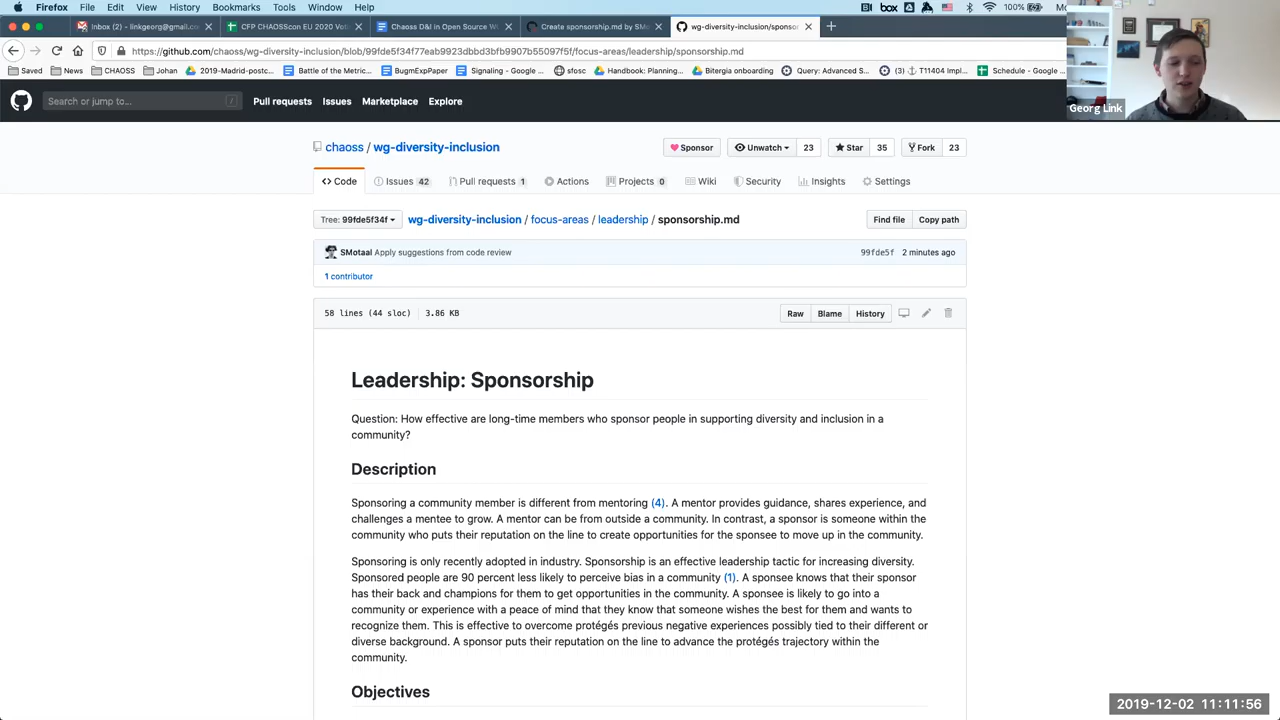 Firefox File Edit View History Bookmarks Tools Window Help
box 100%
Inbox (2) - linkgeorg@gmail.co
CFP CHAOSScon EU 2020 Vot
Chaoss D&I in Open Source W
Create sponsorship.md by SMo
wg-diversity-inclusion/sponsor
https://github.com/chaoss/wg-diversity-inclusion/blob/99fde5f34f77eab9923dbbd3bfb9907b55097f5f/focus-areas/leadership/sponsorship.md
Saved News CHAOSS Johan 2019-Madrid-postc... Battle of the Metric... BugmExpPaper Signaling - Google ... sfosc Handbook: Planning... Bitergia onboarding Query: Advanced S... (3) T11404 Impl... Schedule - Google ...
Georg Link
Search or jump to... / Pull requests Issues Marketplace Explore
chaoss / wg-diversity-inclusion
Sponsor Unwatch 23 Star 35 Fork 23
Code Issues 42 Pull requests 1 Actions Projects 0 Wiki Security Insights Settings
Tree: 99fde5f34f wg-diversity-inclusion / focus-areas / leadership / sponsorship.md Find file Copy path
SMotaal Apply suggestions from code review 99fde5f 2 minutes ago
1 contributor
58 lines (44 sloc) 3.86 KB Raw Blame History
Leadership: Sponsorship
Question: How effective are long-time members who sponsor people in supporting diversity and inclusion in a
community?
Description
Sponsoring a community member is different from mentoring (4). A mentor provides guidance, shares experience, and
challenges a mentee to grow. A mentor can be from outside a community. In contrast, a sponsor is someone within the
community who puts their reputation on the line to create opportunities for the sponsee to move up in the community.
Sponsoring is only recently adopted in industry. Sponsorship is an effective leadership tactic for increasing diversity.
Sponsored people are 90 percent less likely to perceive bias in a community (1). A sponsee knows that their sponsor
has their back and champions for them to get opportunities in the community. A sponsee is likely to go into a
community or experience with a peace of mind that they know that someone wishes the best for them and wants to
recognize them. This is effective to overcome protégés previous negative experiences possibly tied to their different or
diverse background. A sponsor puts their reputation on the line to advance the protégés trajectory within the
community.
Objectives
2019-12-02 11:11:56